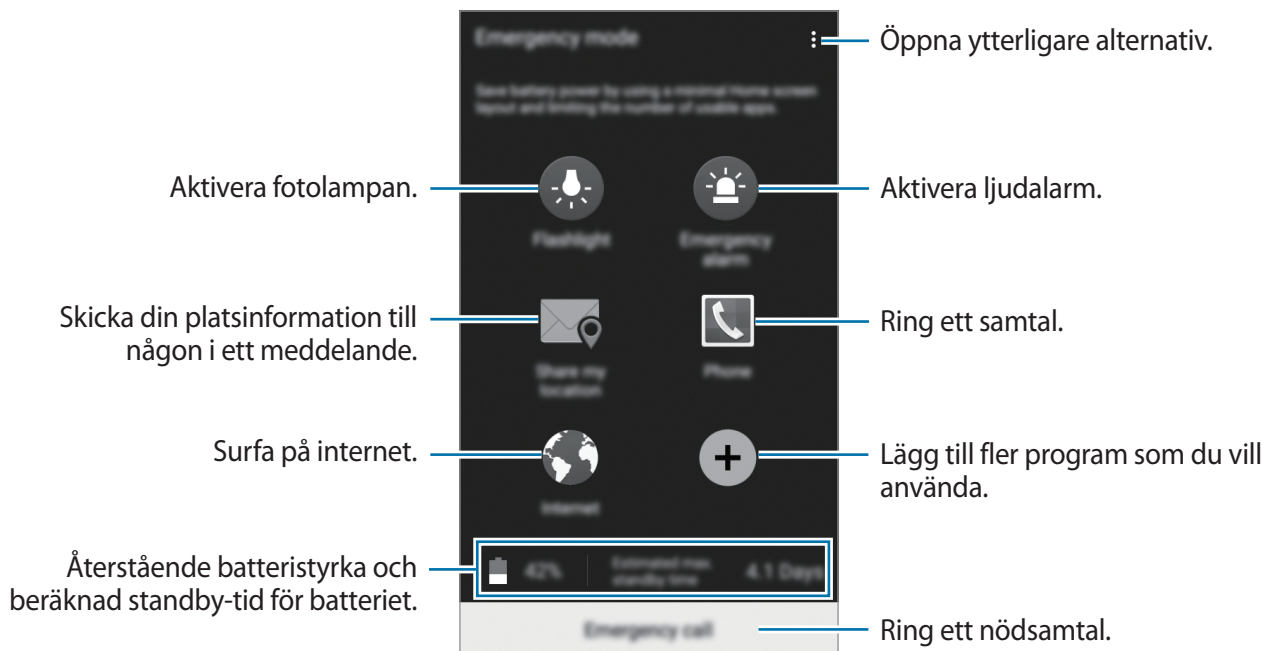 Emergency mode
Öppna ytterligare alternativ.
Save battery power by using a minimal Home screen
layout and limiting the number of usable apps.
Aktivera fotolampan.
Aktivera ljudalarm.
Flashlight
Emergency
alarm
Skicka din platsinformation till
någon i ett meddelande.
Ring ett samtal.
Share my
location
Phone
Surfa på internet.
Lägg till fler program som du vill
använda.
Internet
Återstående batteristyrka och
beräknad standby-tid för batteriet.
42%
Estimated max.
standby time
4.1 Days
Emergency call
Ring ett nödsamtal.